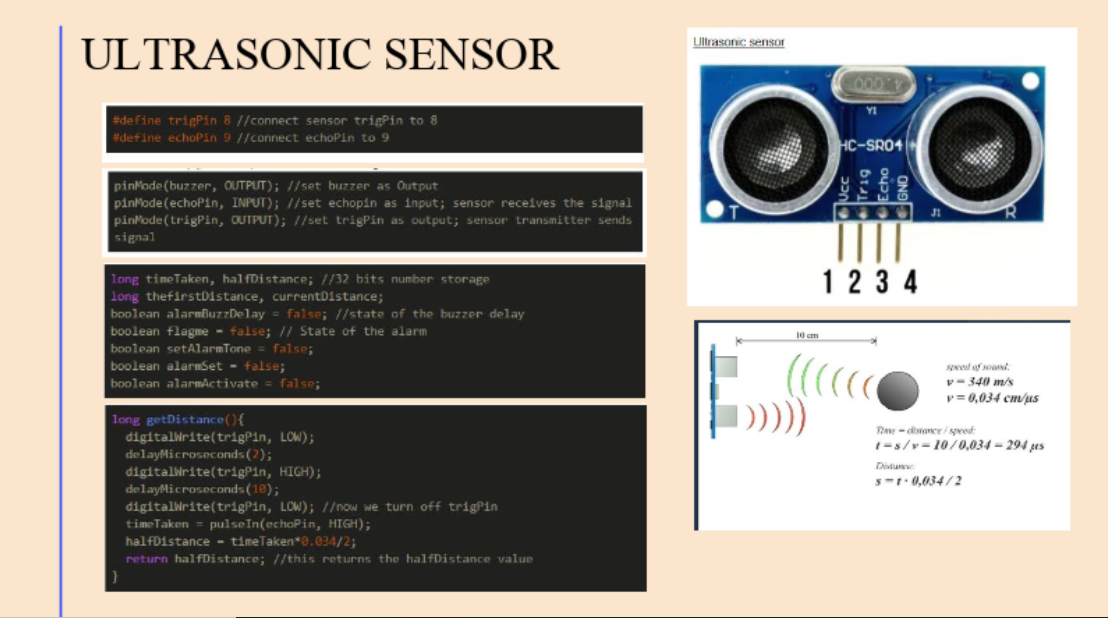 ULTRASONIC SENSOR
#define trigPin 8 //connect sensor trigPin to 8
#define echoPin 9 //connect echoPin to 9
pinMode(buzzer, OUTPUT); //set buzzer as Output
pinMode(echoPin, INPUT); //set echopin as input; sensor receives the signal
pinMode(trigPin, OUTPUT); //set trigPin as output; sensor transmitter sends
signal
long timeTaken, halfDistance; //32 bits number storage
long thefirstDistance, currentDistance;
boolean alarmBuzzDelay = false; //state of the buzzer delay
boolean flagme = false; // State of the alarm
boolean setAlarmTone = false;
boolean alarmSet = false;
boolean alarmActivate = false;
long getDistance(){
digitalWrite(trigPin, LOW);
delayMicroseconds(2);
digitalWrite(trigPin, HIGH);
delayMicroseconds(10);
digitalWrite(trigPin, LOW); //now we turn off trigPin
timeTaken = pulseIn(echoPin, HIGH);
halfDistance = timeTaken*0.034/2;
return halfDistance; //this returns the halfDistance value
}
Ultrasonic sensor
Y1
HC-SR04
Vcc
Trig
Echo
GND
T
J1
R
1 2 3 4
10 cm
speed of sound:
v = 340 m/s
v = 0,034 cm/μs
Time = distance / speed:
t = s / v = 10 / 0,034 = 294 μs
Distance:
s = t · 0,034 / 2